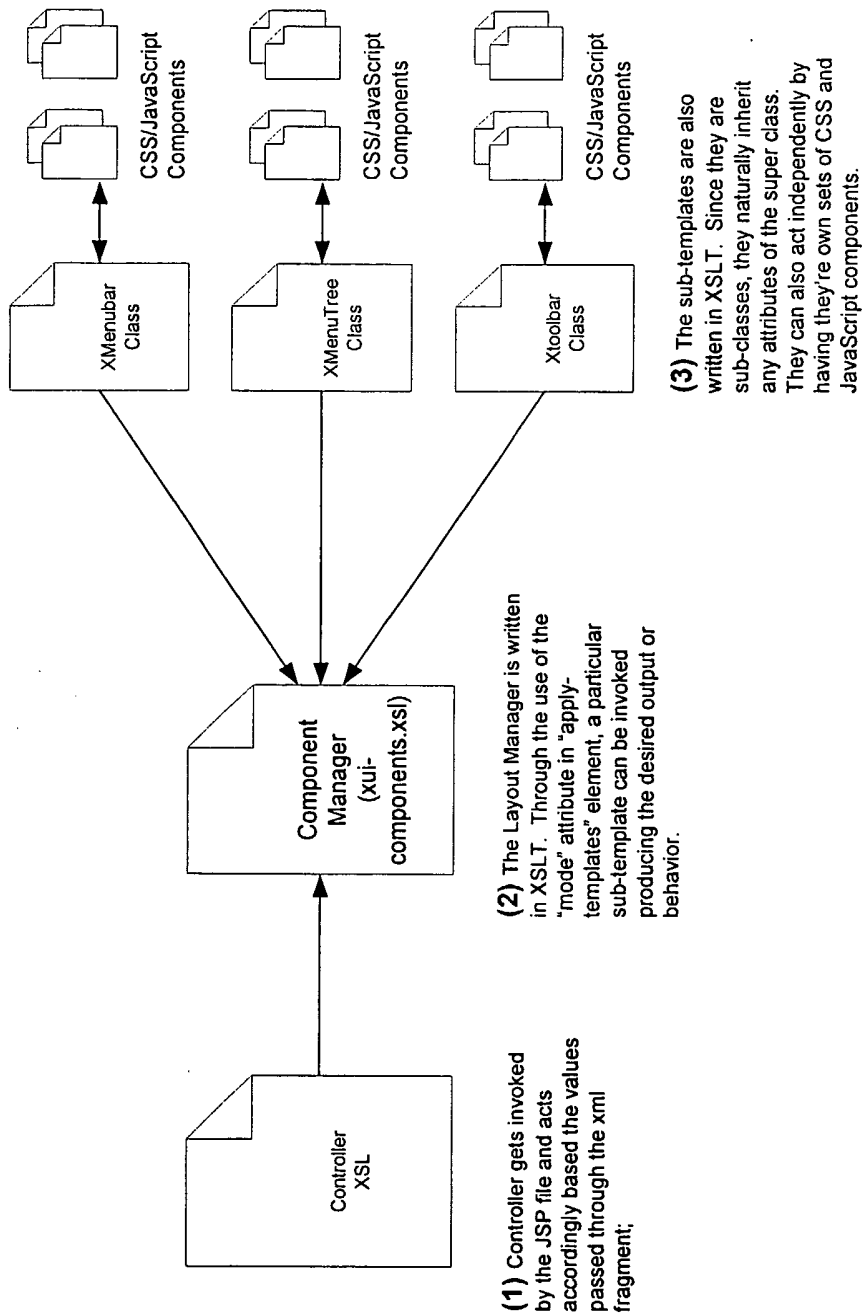 Controller
XSL
(1) Controller gets invoked
by the JSP file and acts
accordingly based the values
passed through the xml
fragment;
Component
Manager
(xui-
components.xsl)
(2) The Layout Manager is written
in XSLT.  Through the use of the
"mode" attribute in "apply-
templates" element, a particular
sub-template can be invoked
producing the desired output or
behavior.
XMenubar
Class
CSS/JavaScript
Components
XMenuTree
Class
CSS/JavaScript
Components
Xtoolbar
Class
CSS/JavaScript
Components
(3) The sub-templates are also
written in XSLT.  Since they are
sub-classes, they naturally inherit
any attributes of the super class.
They can also act independently by
having they're own sets of CSS and
JavaScript components.